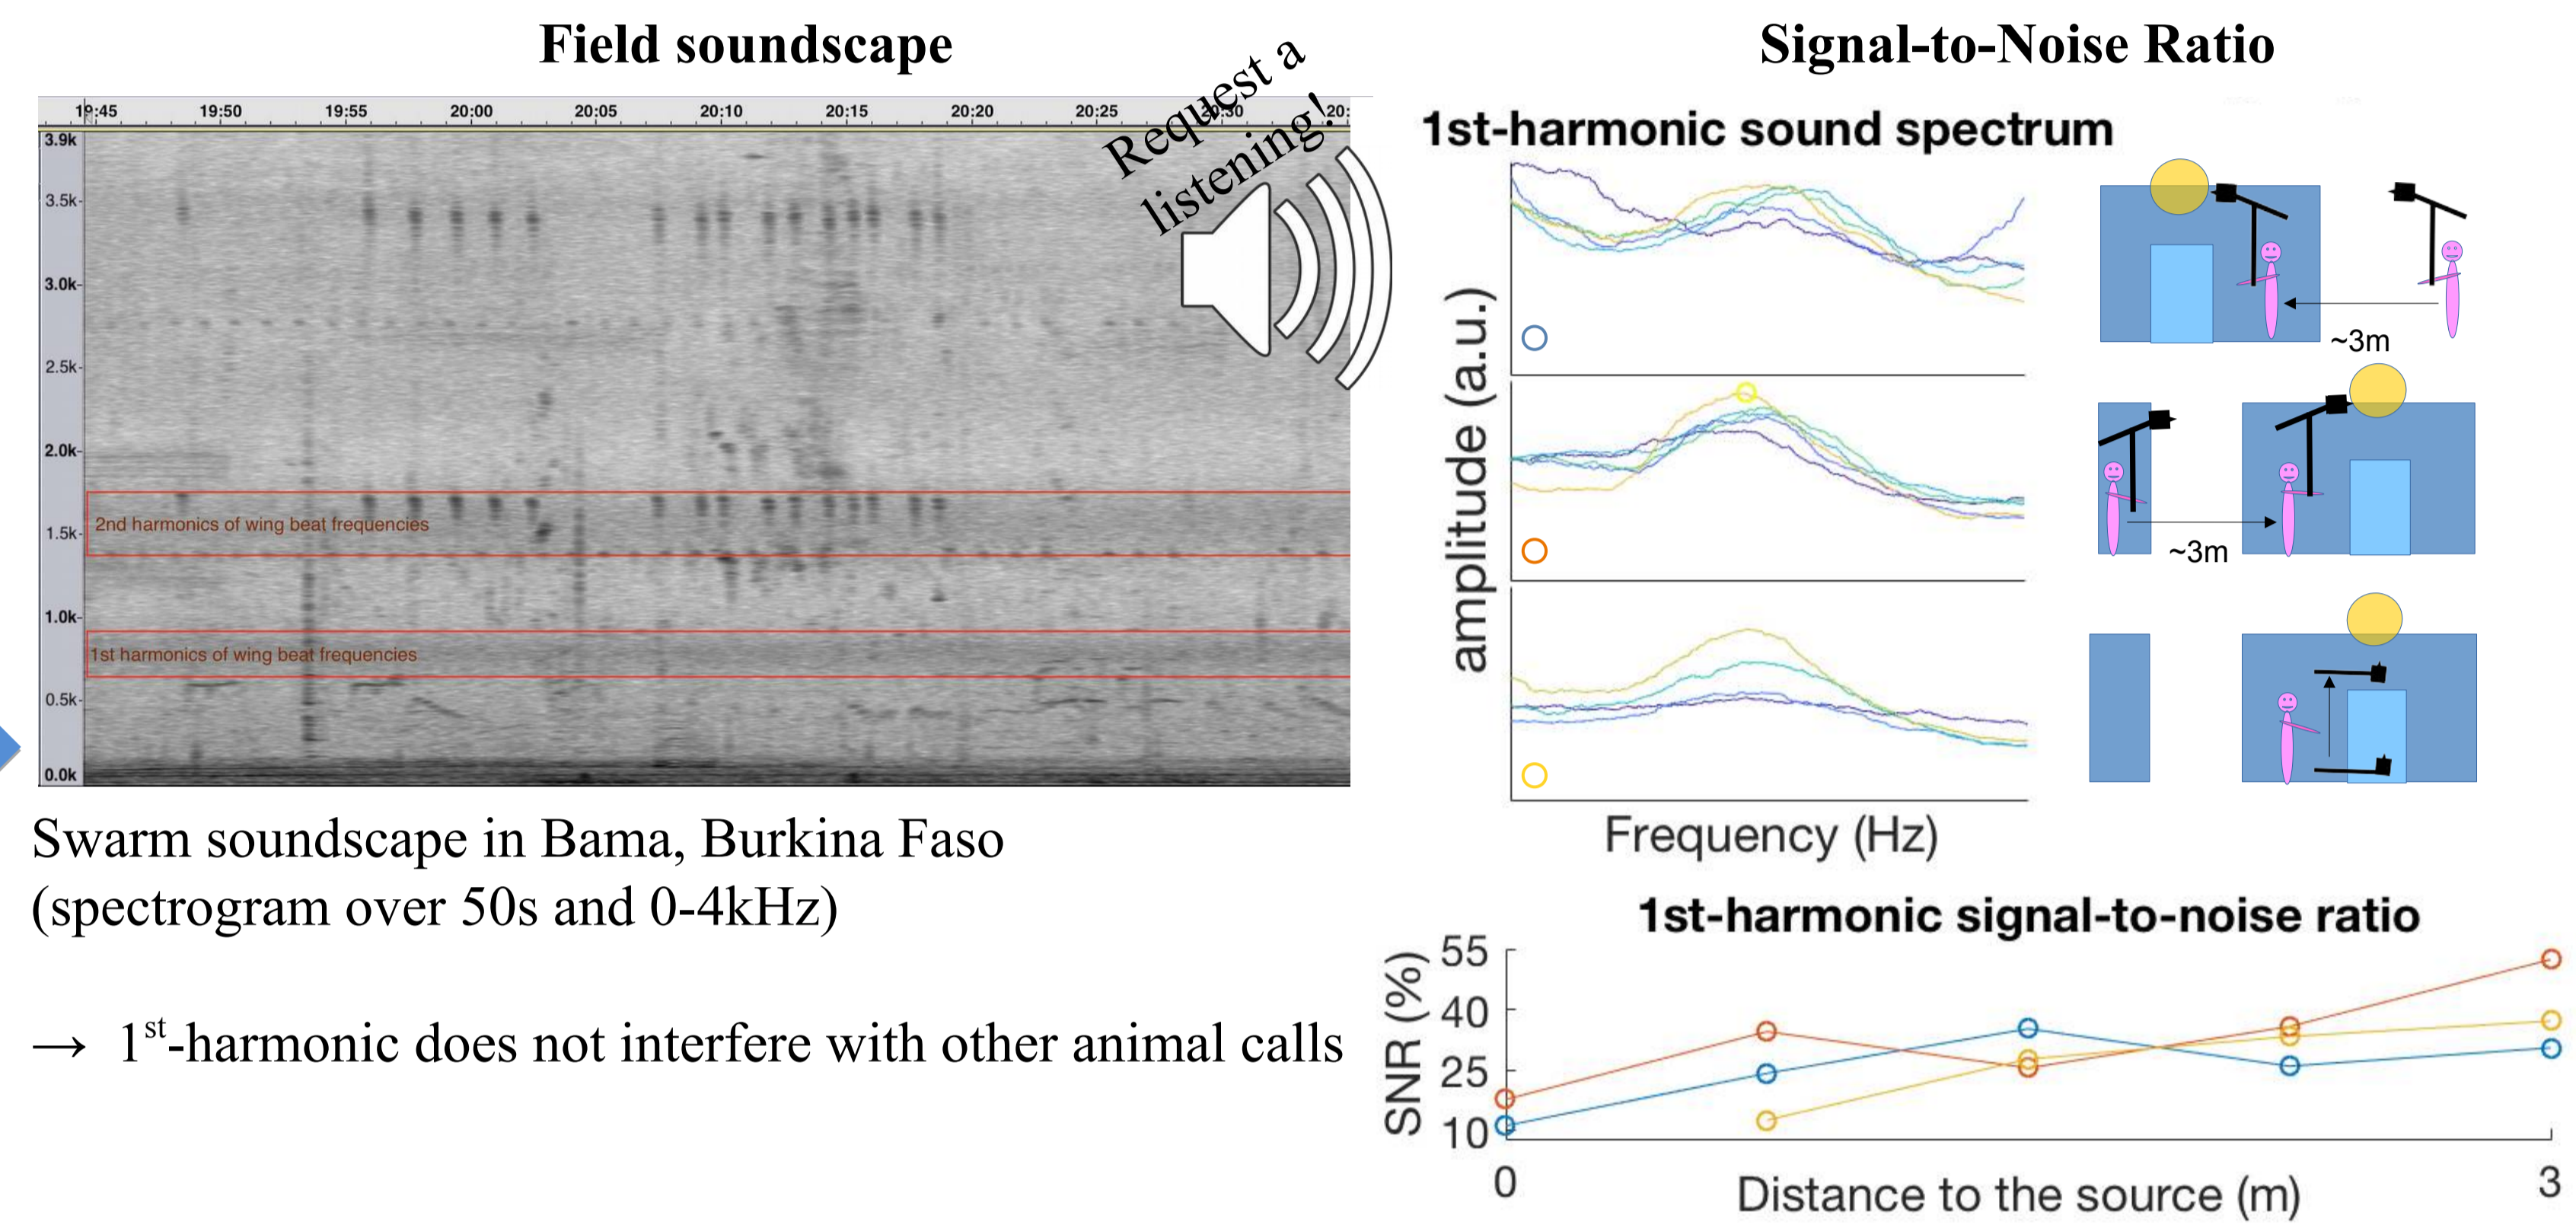 Field soundscape
19:45 19:50 19:55 20:00 20:05 20:10 20:15 20:20 20:25 20:30 20:
3.9k
3.5k
3.0k
2.5k
2.0k
1.5k
1.0k
0.5k
0.0k
2nd harmonics of wing beat frequencies
1st harmonics of wing beat frequencies
Request a
listening!
Swarm soundscape in Bama, Burkina Faso
(spectrogram over 50s and 0-4kHz)
→ 1st-harmonic does not interfere with other animal calls
Signal-to-Noise Ratio
1st-harmonic sound spectrum
amplitude (a.u.)
Frequency (Hz)
~3m
~3m
1st-harmonic signal-to-noise ratio
SNR (%)
55
40
25
10
0 3
Distance to the source (m)